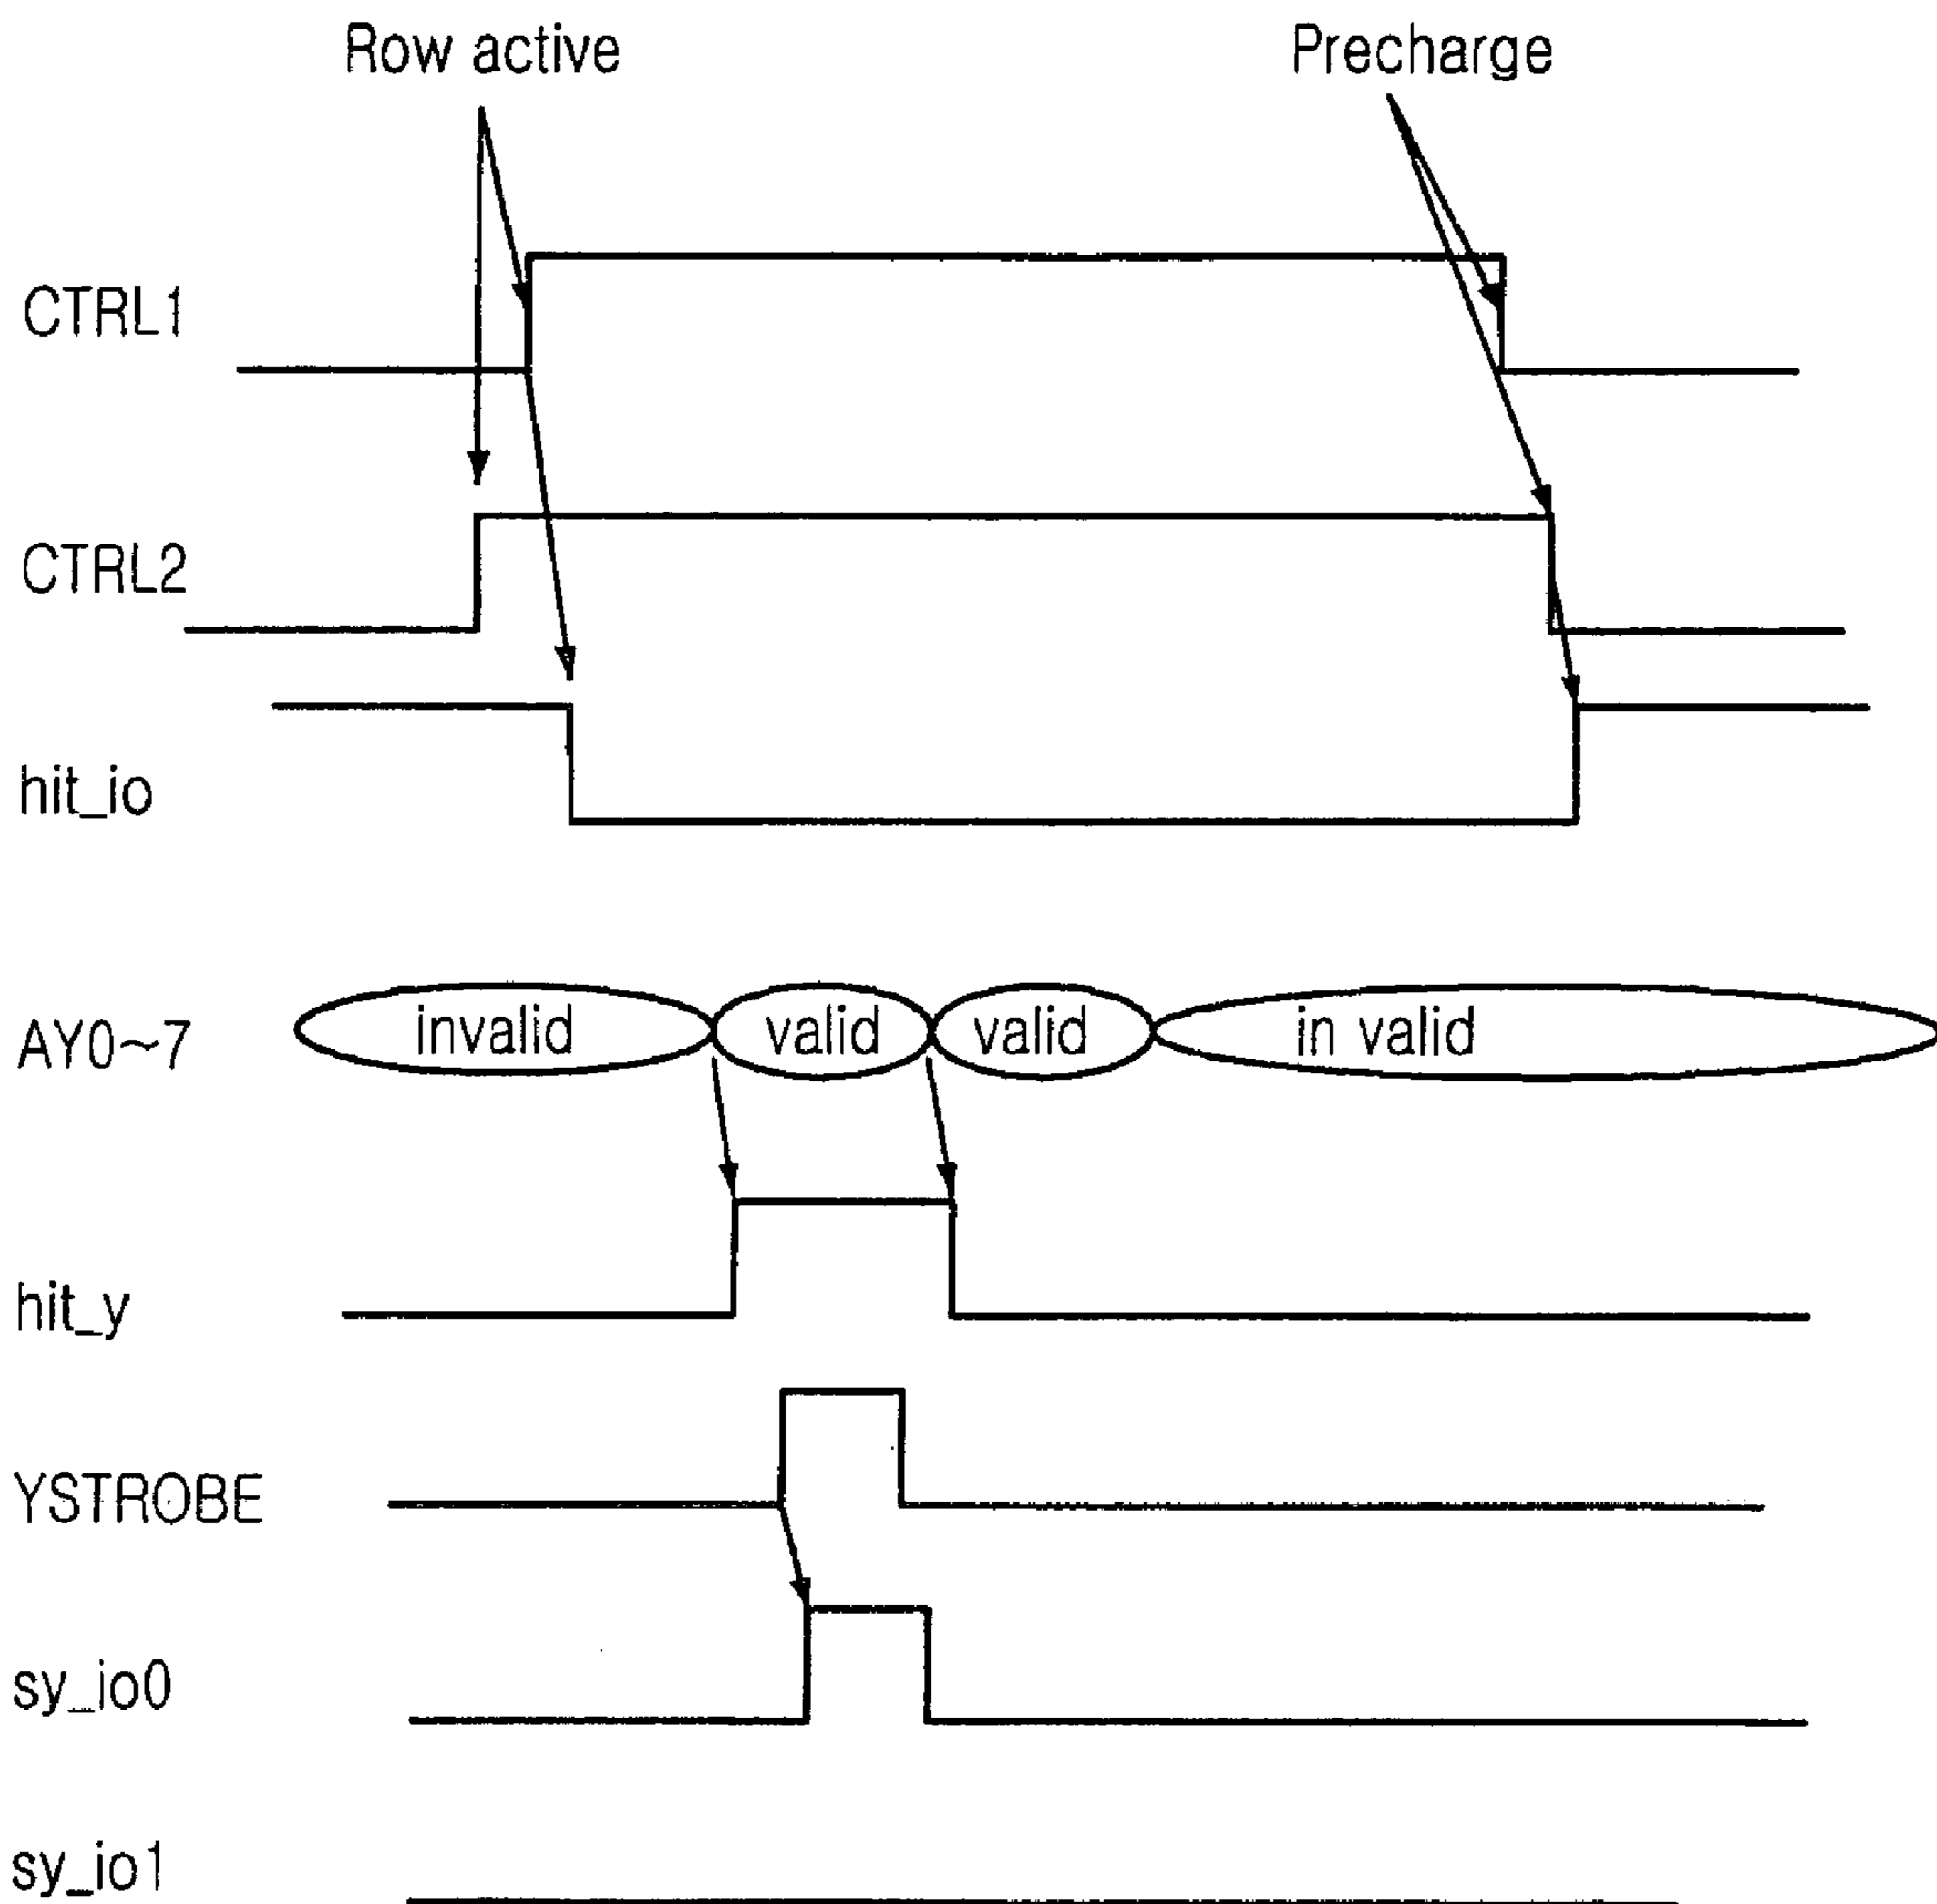 Row active Precharge
CTRL1
CTRL2
hit_io
AY0~7 invalid valid valid in valid
hit_y
YSTROBE
sy_io0
sy_io1